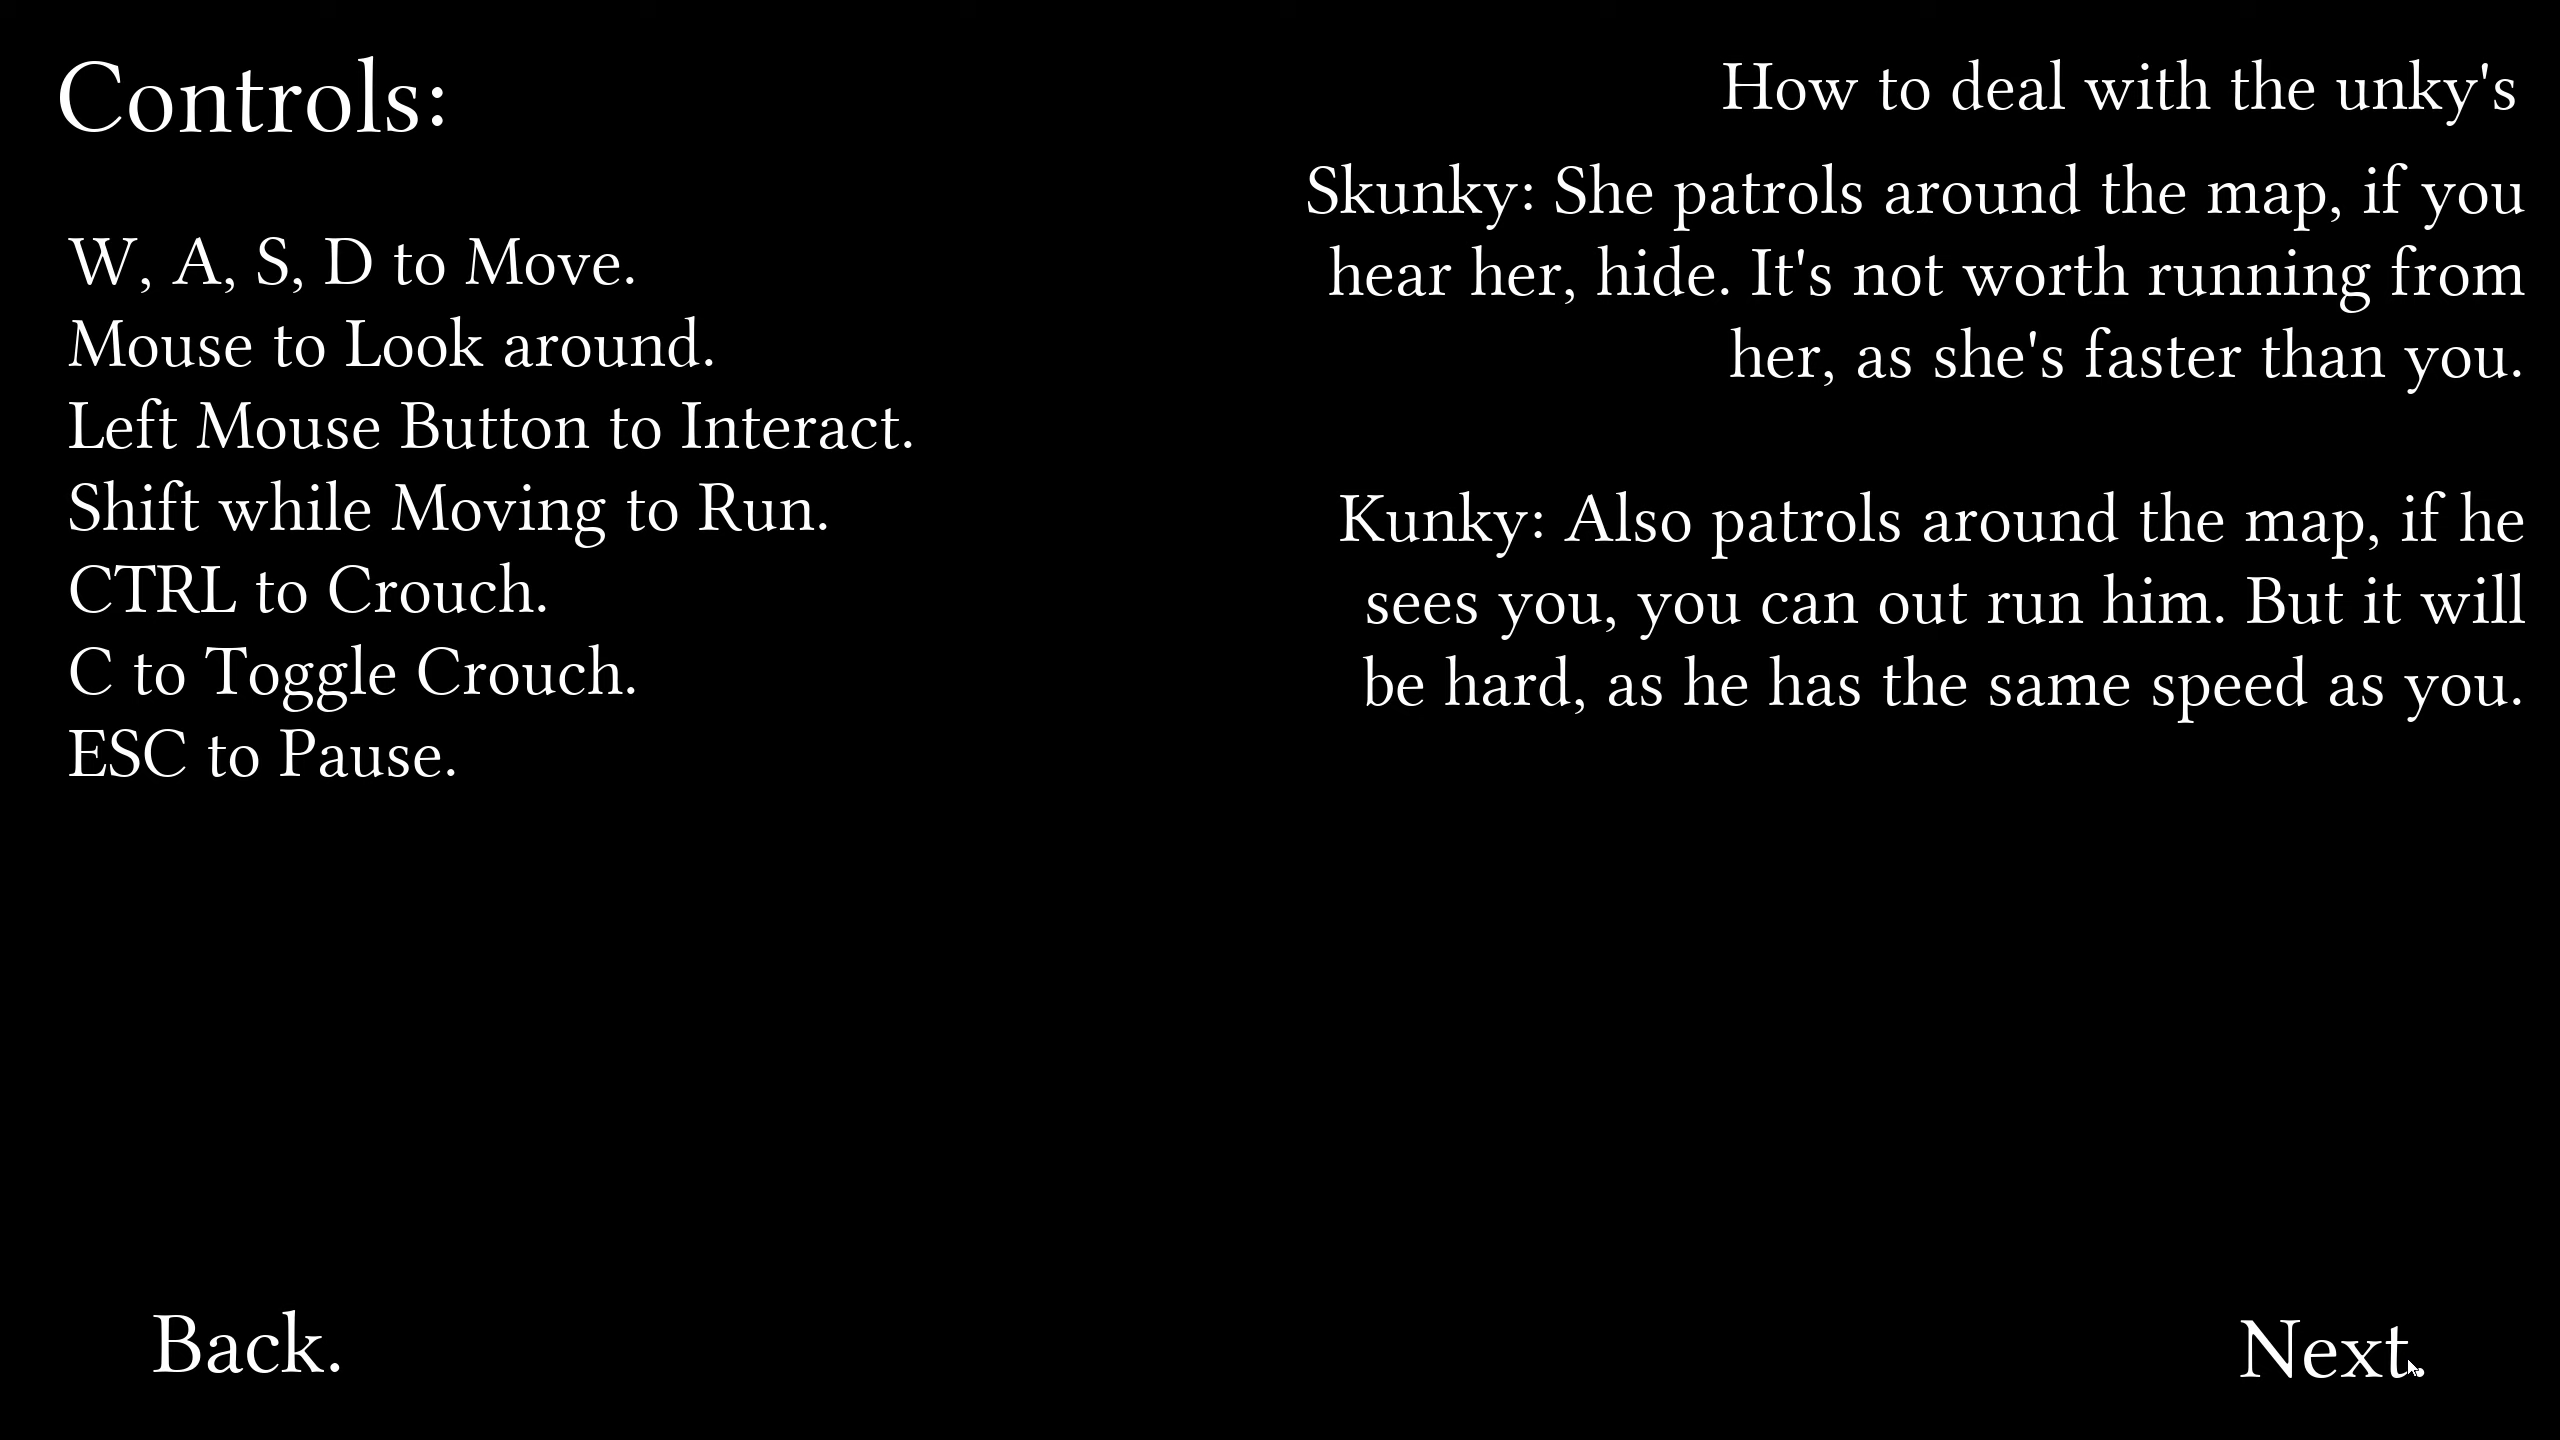 Controls:
W, A, S, D to Move.
Mouse to Look around.
Left Mouse Button to Interact.
Shift while Moving to Run.
CTRL to Crouch.
C to Toggle Crouch.
ESC to Pause.
How to deal with the unky's
Skunky: She patrols around the map, if you
hear her, hide. It's not worth running from
her, as she's faster than you.
Kunky: Also patrols around the map, if he
sees you, you can out run him. But it will
be hard, as he has the same speed as you.
Back.
Next.